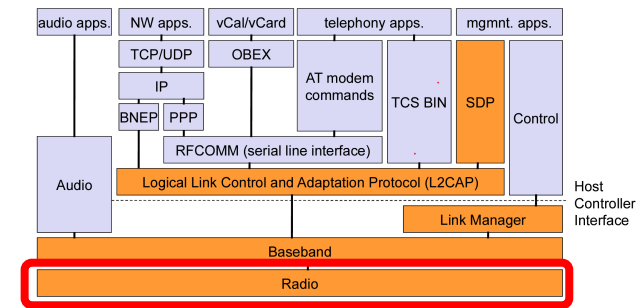 audio apps.
NW apps.
vCal/vCard
telephony apps.
mgmnt. apps.
TCP/UDP
OBEX
AT modem
commands
TCS BIN
SDP
Control
IP
BNEP
PPP
RFCOMM (serial line interface)
Audio
Logical Link Control and Adaptation Protocol (L2CAP)
Host
Controller
Interface
Link Manager
Baseband
Radio